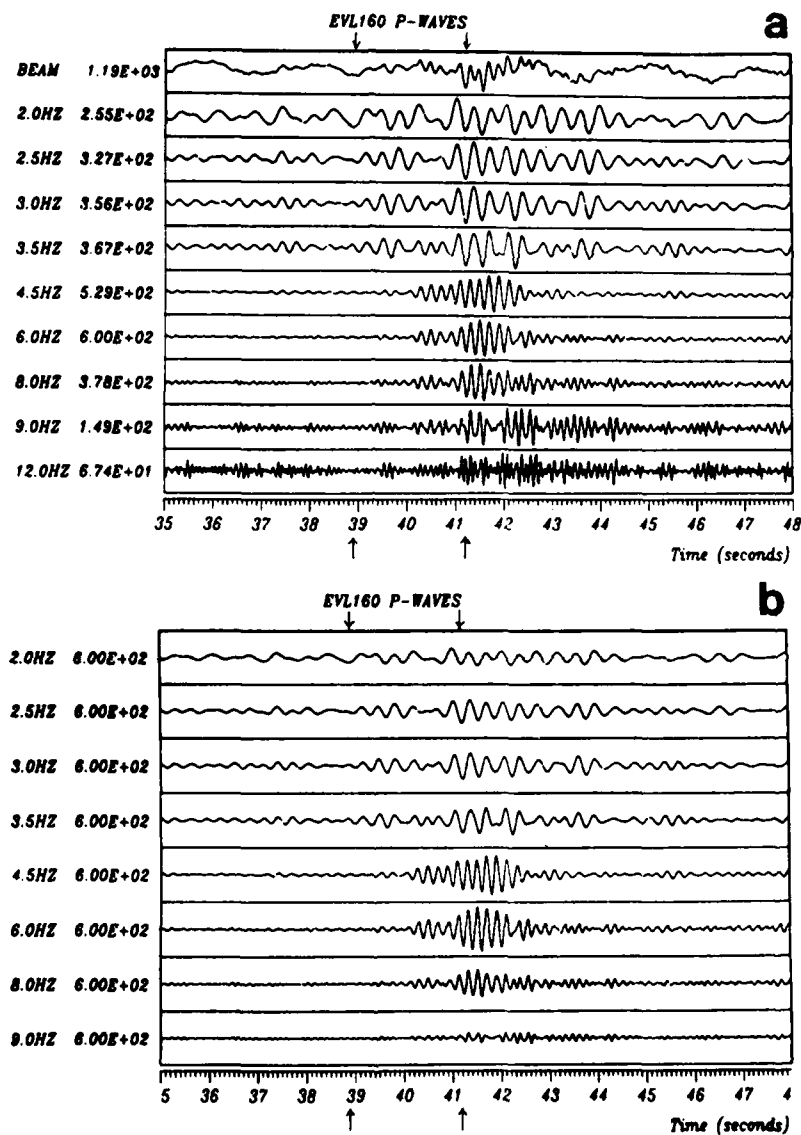 EVL160 P-WAVES
a
BEAM 1.19E+03
2.0HZ 2.55E+02
2.5HZ 3.27E+02
3.0HZ 3.56E+02
3.5HZ 3.67E+02
4.5HZ 5.29E+02
6.0HZ 6.00E+02
8.0HZ 3.78E+02
9.0HZ 1.49E+02
12.0HZ 6.74E+01
35 36 37 38 39 40 41 42 43 44 45 46 47 48
Time (seconds)
EVL160 P-WAVES
b
2.0HZ 6.00E+02
2.5HZ 6.00E+02
3.0HZ 6.00E+02
3.5HZ 6.00E+02
4.5HZ 6.00E+02
6.0HZ 6.00E+02
8.0HZ 6.00E+02
9.0HZ 6.00E+02
5 36 37 38 39 40 41 42 43 44 45 46 47 4
Time (seconds)